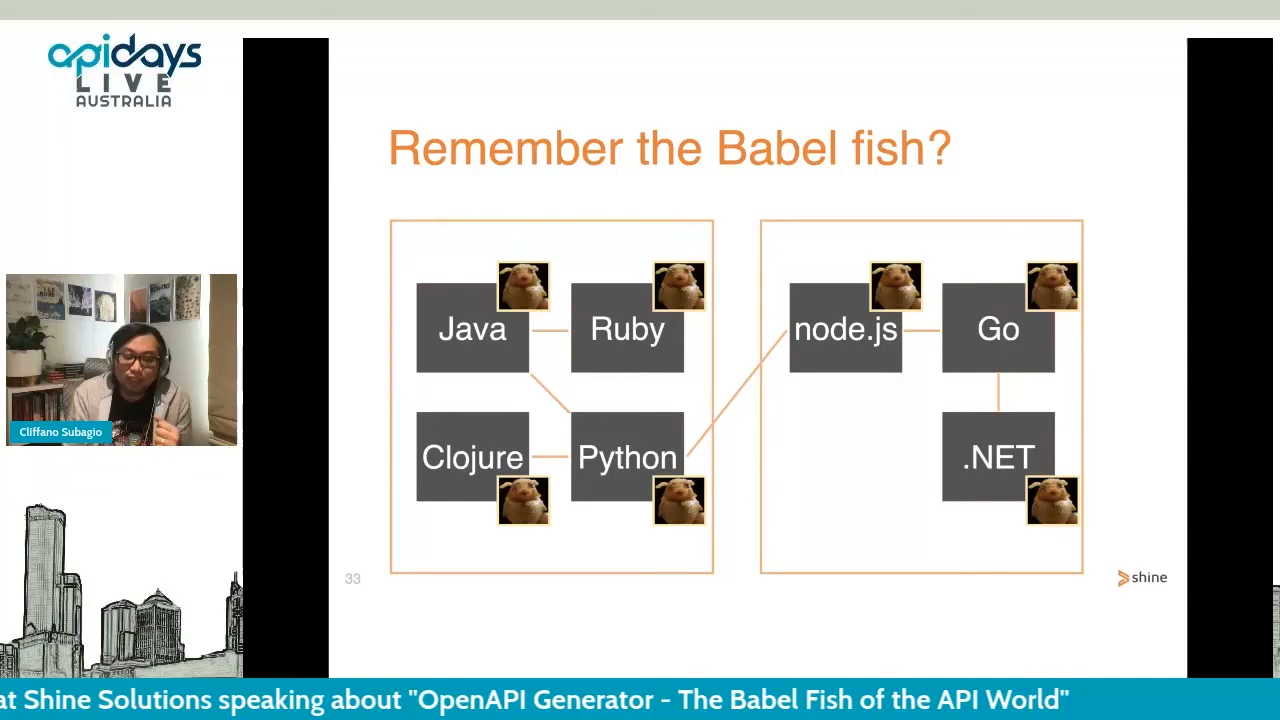 apidays
LIVE
AUSTRALIA
Remember the Babel fish?
Java
Ruby
node.js
Go
Clojure
Python
.NET
Cliffano Subagio
33
shine
at Shine Solutions speaking about "OpenAPI Generator - The Babel Fish of the API World"